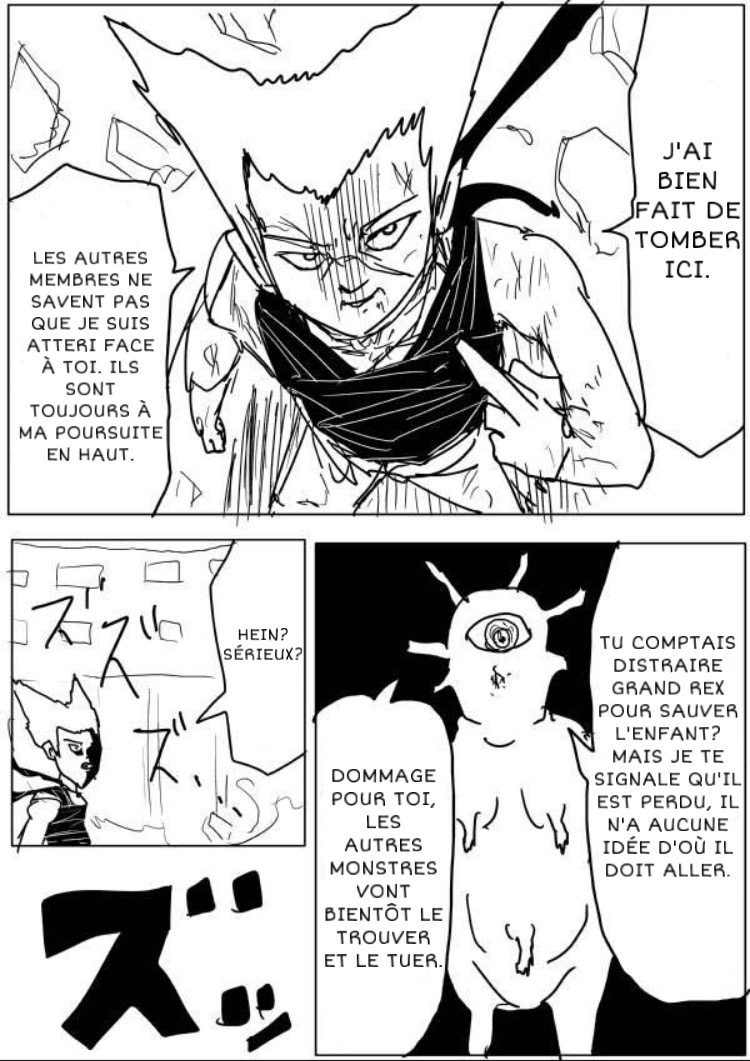 J'AI
BIEN
FAIT DE
TOMBER
ICI.
LES AUTRES
MEMBRES NE
SAVENT PAS
QUE JE SUIS
ATTERI FACE
À TOI. ILS
SONT
TOUJOURS À
MA POURSUITE
EN HAUT.
HEIN?
SÉRIEUX?
ズズ
ズ
ズッ
TU COMPTAIS
DISTRAIRE
GRAND REX
POUR SAUVER
L'ENFANT?
MAIS JE TE
SIGNALE QU'IL
EST PERDU, IL
N'A AUCUNE
IDÉE D'OÙ IL
DOIT ALLER.
DOMMAGE
POUR TOI,
LES
AUTRES
MONSTRES
VONT
BIENTÔT LE
TROUVER
ET LE TUER.